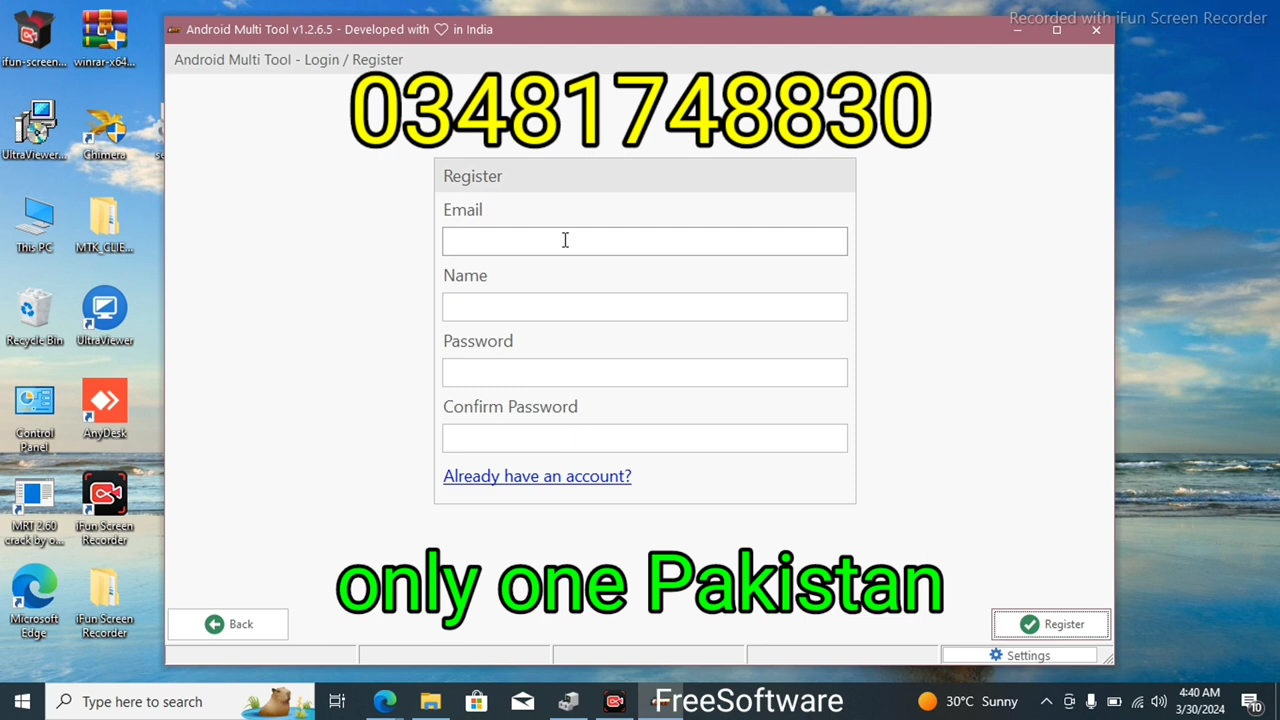 Recorded with iFun Screen Recorder
Android Multi Tool v1.2.6.5 - Developed with ♡ in India
Android Multi Tool - Login / Register
03481748830
Register
Email
Name
Password
Confirm Password
Already have an account?
only one Pakistan
Back
Register
Settings
ifun-screen...
winrar-x64...
UltraViewer...
Chimera
se
This PC
MTK_CLIE...
Recycle Bin
UltraViewer
Control
Panel
AnyDesk
MRT 2.60
crack by o...
iFun Screen
Recorder
Microsoft
Edge
iFun Screen
Recorder
Type here to search
FreeSoftware
30°C Sunny
4:40 AM
3/30/2024
10